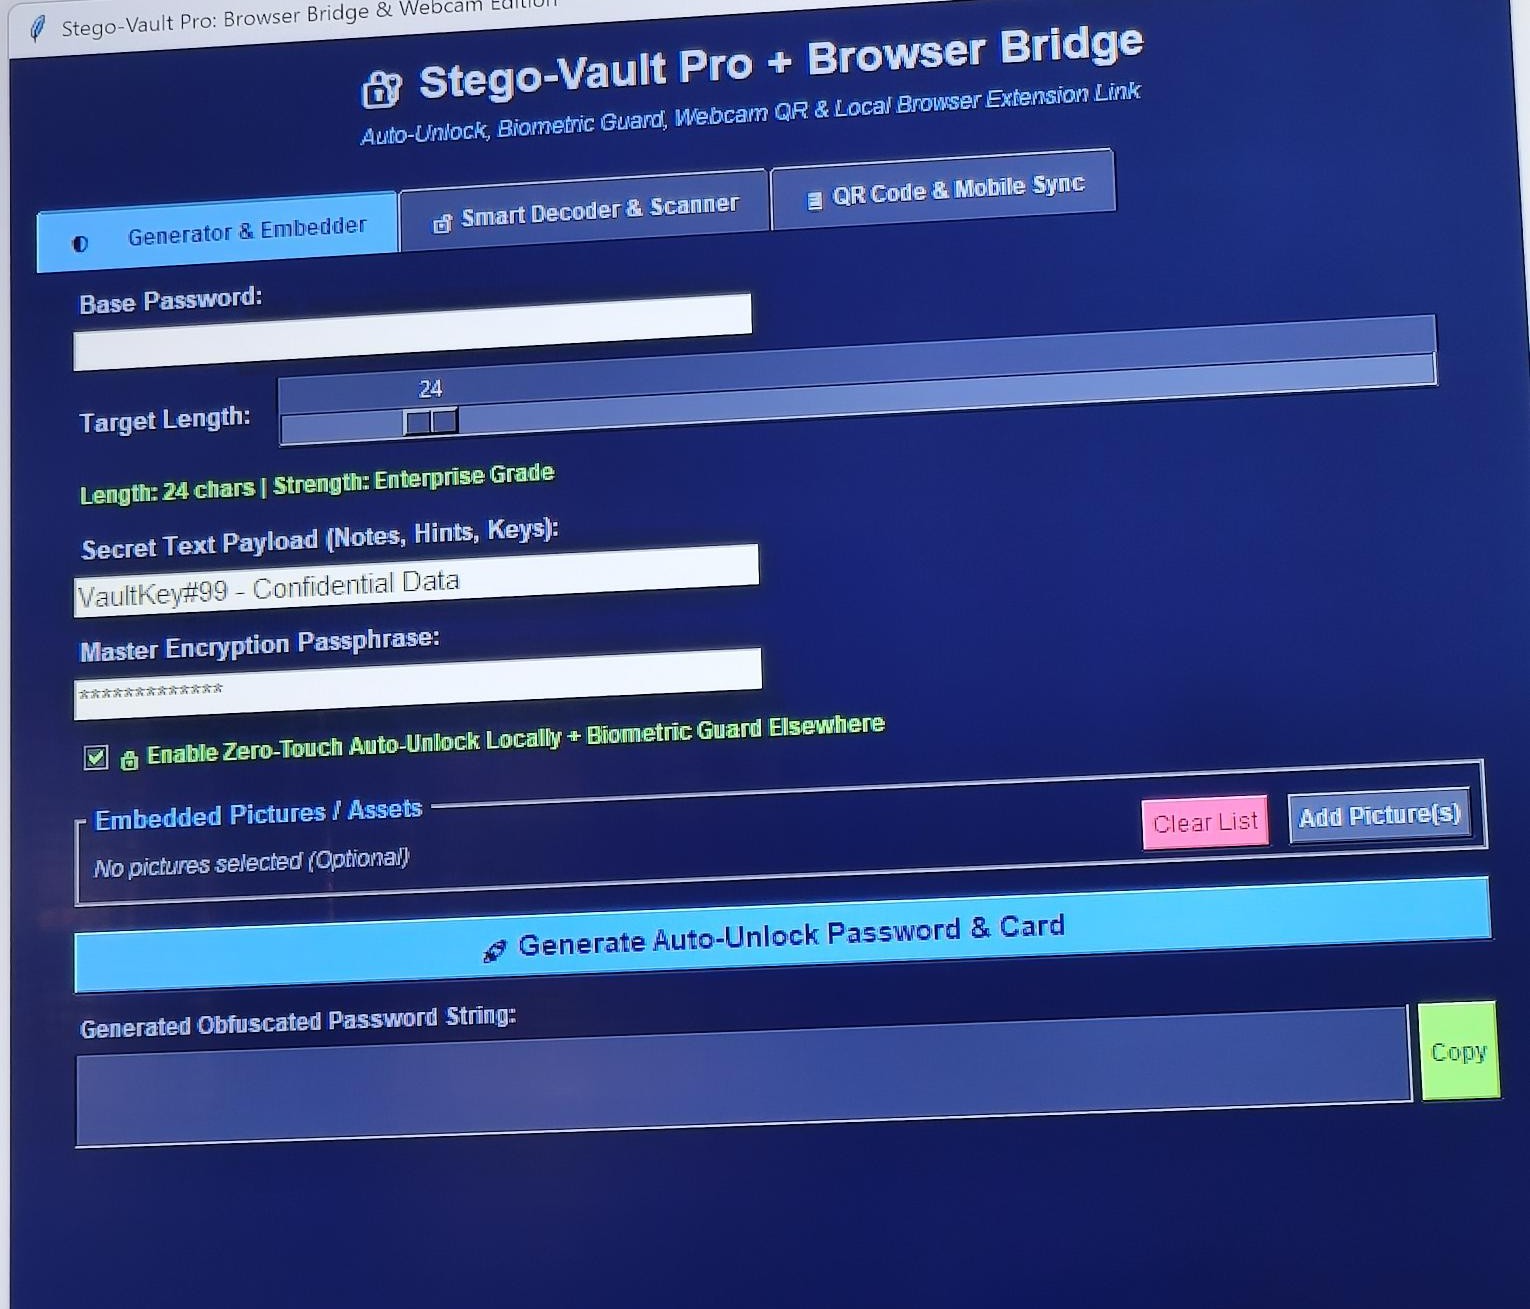 Stego-Vault Pro: Browser Bridge & Webcam Edition
Stego-Vault Pro + Browser Bridge
Auto-Unlock, Biometric Guard, Webcam QR & Local Browser Extension Link
Generator & Embedder
Smart Decoder & Scanner
QR Code & Mobile Sync
Base Password:
24
Target Length:
Length: 24 chars | Strength: Enterprise Grade
Secret Text Payload (Notes, Hints, Keys):
VaultKey#99 - Confidential Data
Master Encryption Passphrase:
*************
Enable Zero-Touch Auto-Unlock Locally + Biometric Guard Elsewhere
Embedded Pictures / Assets
No pictures selected (Optional)
Clear List
Add Picture(s)
Generate Auto-Unlock Password & Card
Generated Obfuscated Password String:
Copy